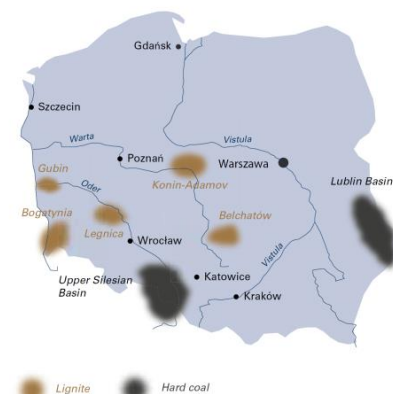 Gdańsk
Szczecin
Warta
Vistula
Poznań
Gubin
Warszawa
Konin-Adamov
Lublin Basin
Oder
Bogatynia
Legnica
Belchatów
Wrocław
Vistula
Upper Silesian
Basin
Katowice
Kraków
Lignite
Hard coal